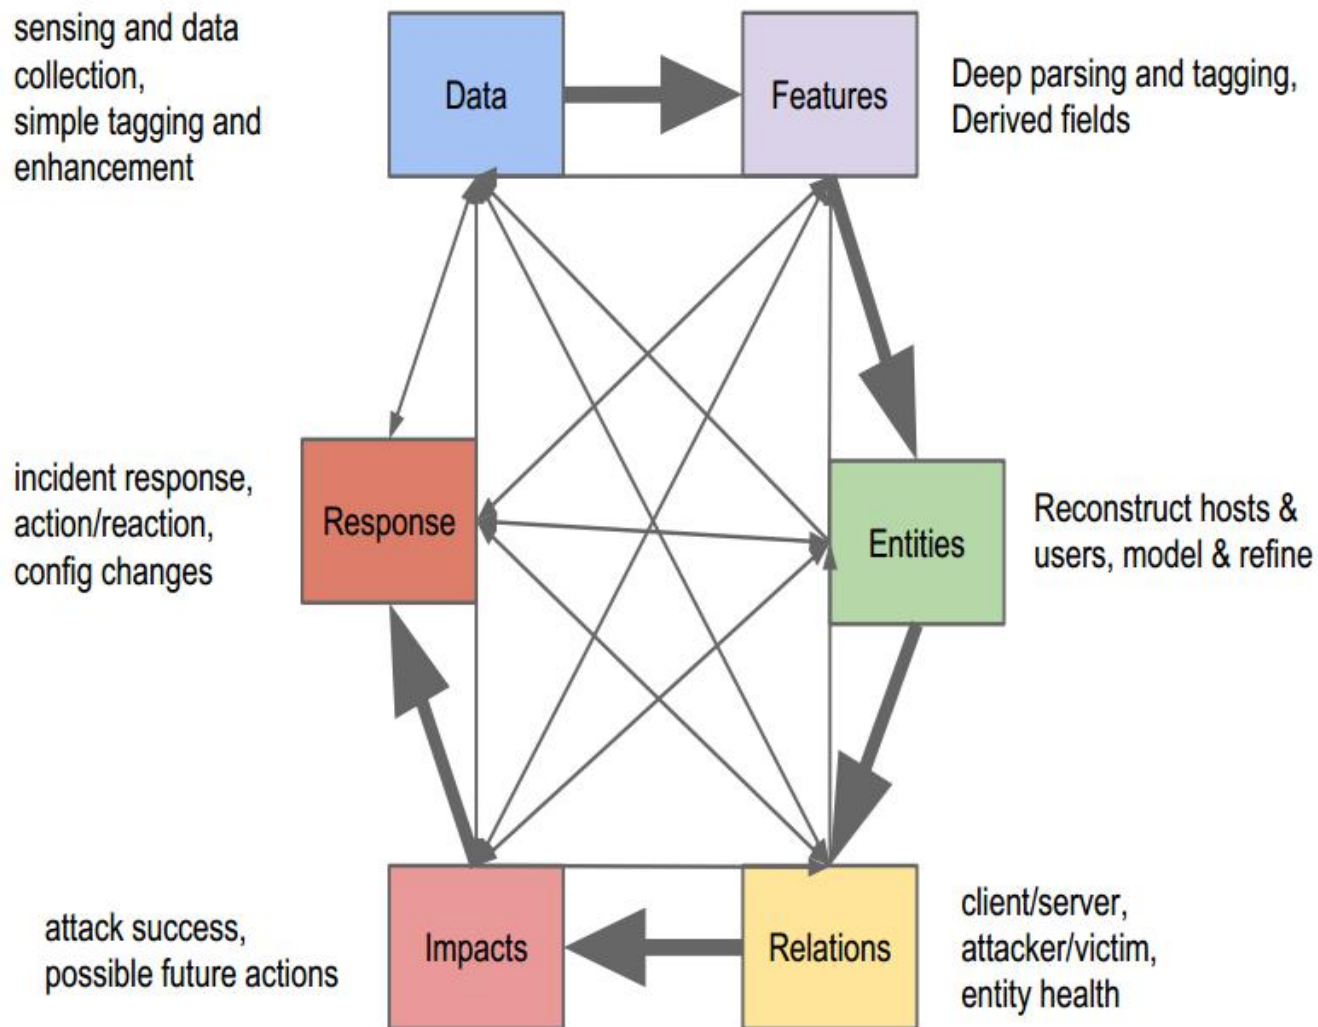 sensing and data
collection,
simple tagging and
enhancement
Data
Features
Deep parsing and tagging,
Derived fields
incident response,
action/reaction,
config changes
Response
Entities
Reconstruct hosts &
users, model & refine
attack success,
possible future actions
Impacts
Relations
client/server,
attacker/victim,
entity health